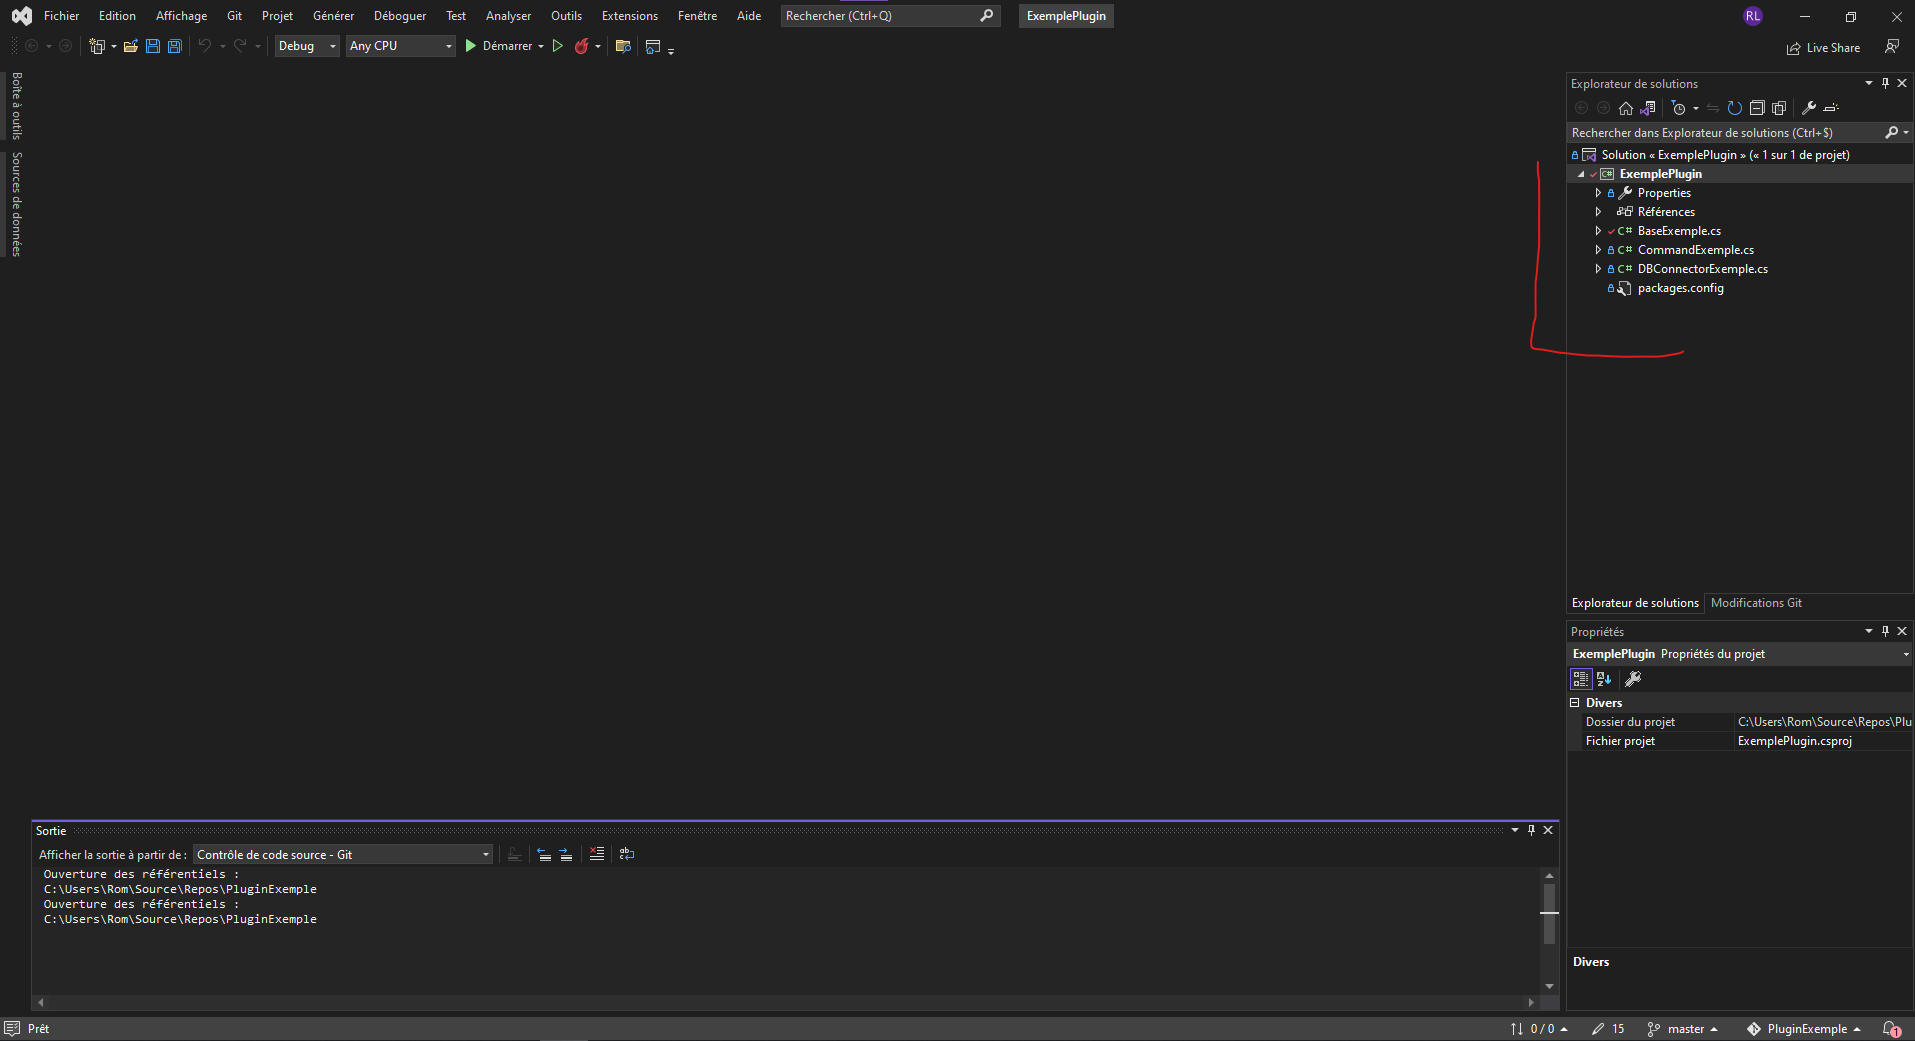 Fichier Edition Affichage Git Projet Générer Déboguer Test Analyser Outils Extensions Fenêtre Aide Rechercher (Ctrl+Q) ExemplePlugin RL
Debug Any CPU Démarrer Live Share
Boîte à outils
Sources de données
Explorateur de solutions
Rechercher dans Explorateur de solutions (Ctrl+$)
Solution « ExemplePlugin » (« 1 sur 1 de projet)
C# ExemplePlugin
Properties
Références
C# BaseExemple.cs
C# CommandExemple.cs
C# DBConnectorExemple.cs
packages.config
Explorateur de solutions Modifications Git
Propriétés
ExemplePlugin Propriétés du projet
Divers
Dossier du projet C:\Users\Rom\Source\Repos\Plu
Fichier projet ExemplePlugin.csproj
Divers
Sortie
Afficher la sortie à partir de : Contrôle de code source - Git
Ouverture des référentiels :
C:\Users\Rom\Source\Repos\PluginExemple
Ouverture des référentiels :
C:\Users\Rom\Source\Repos\PluginExemple
Prêt 0 / 0 15 master PluginExemple 1